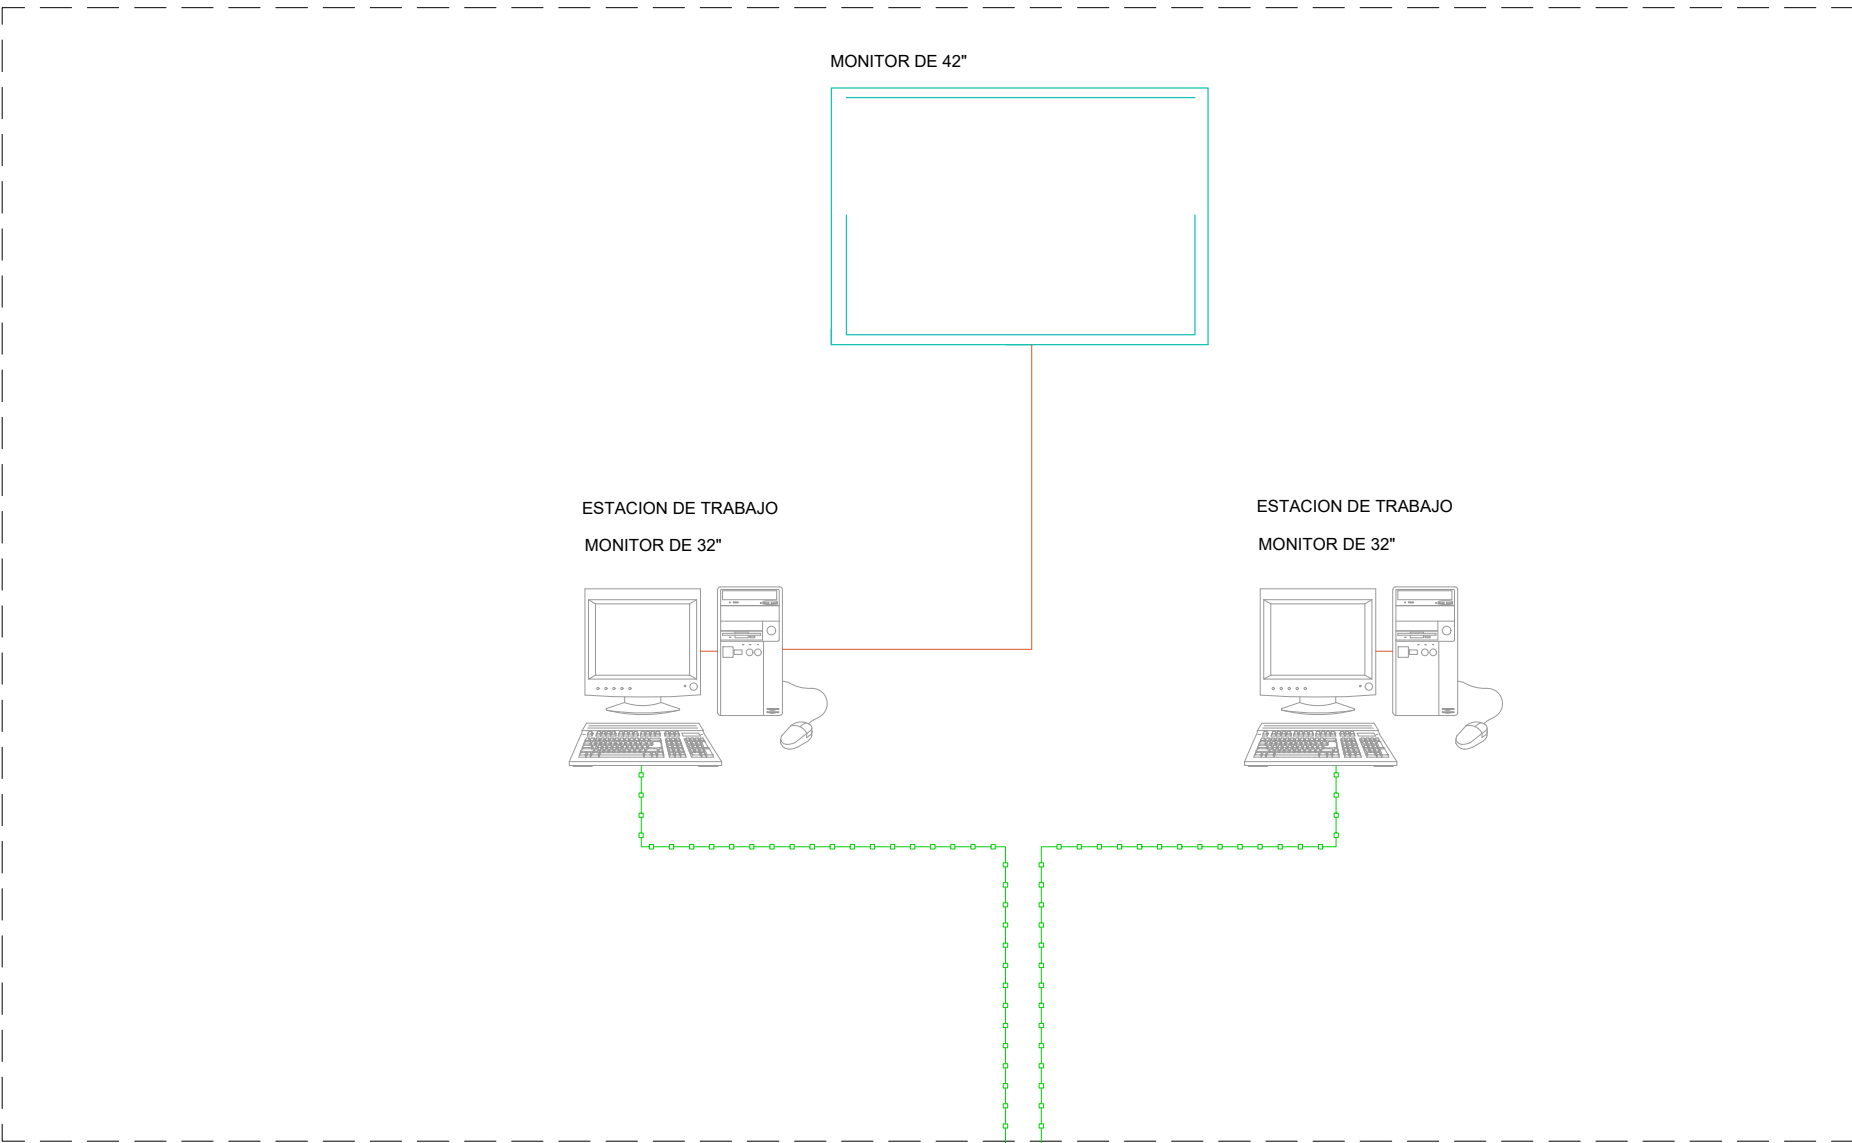 MONITOR DE 42"
ESTACION DE TRABAJO
MONITOR DE 32"
ESTACION DE TRABAJO
MONITOR DE 32"